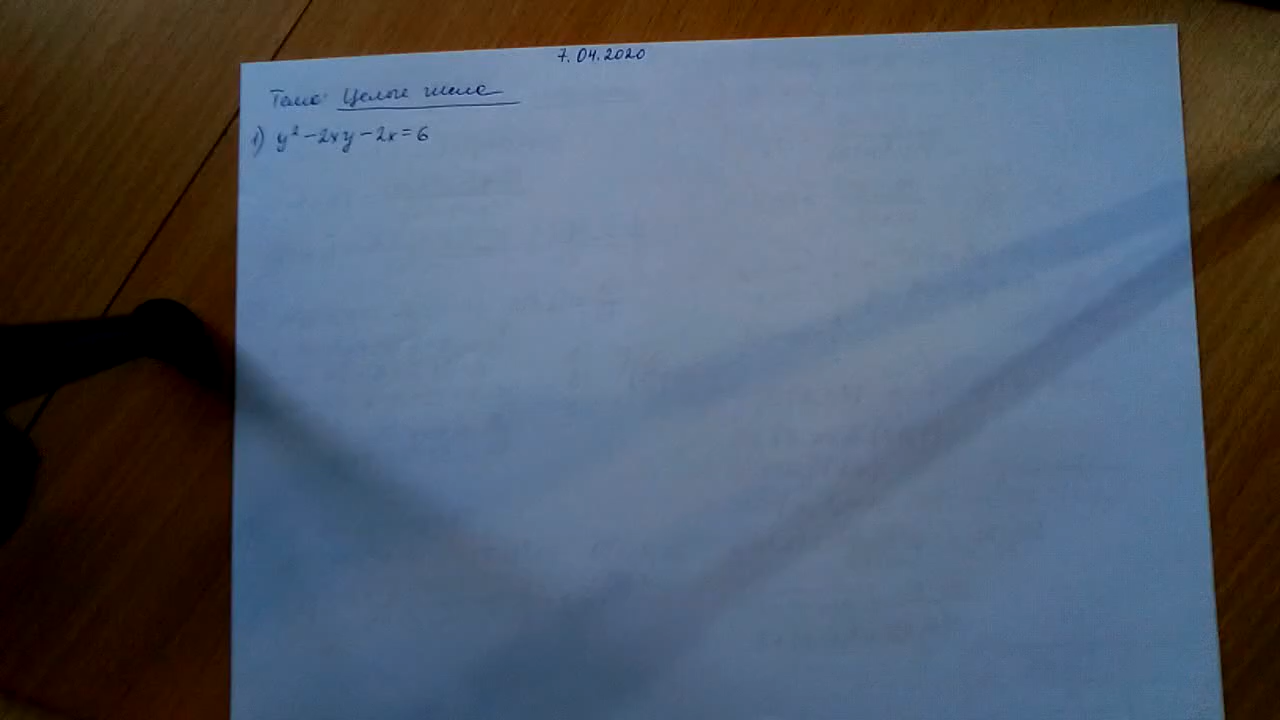 7.04.2020
Тема: Целые числа
1) y² - 2xy - 2x = 6